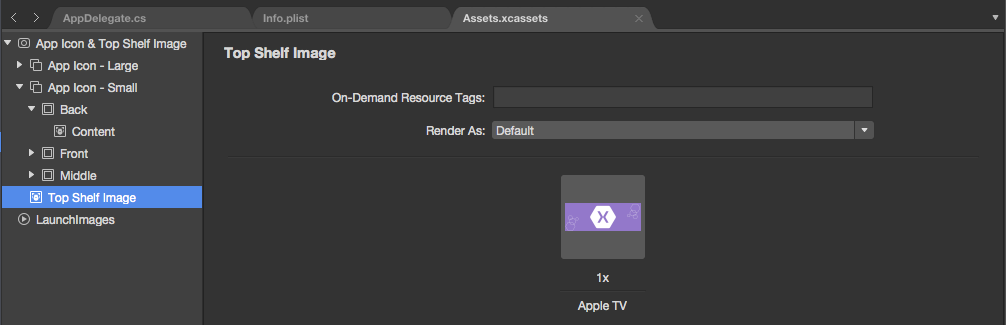 AppDelegate.cs
Info.plist
Assets.xcassets
App Icon & Top Shelf Image
App Icon - Large
App Icon - Small
Back
Content
Front
Middle
Top Shelf Image
LaunchImages
Top Shelf Image
On-Demand Resource Tags:
Render As: Default
X
1x
Apple TV